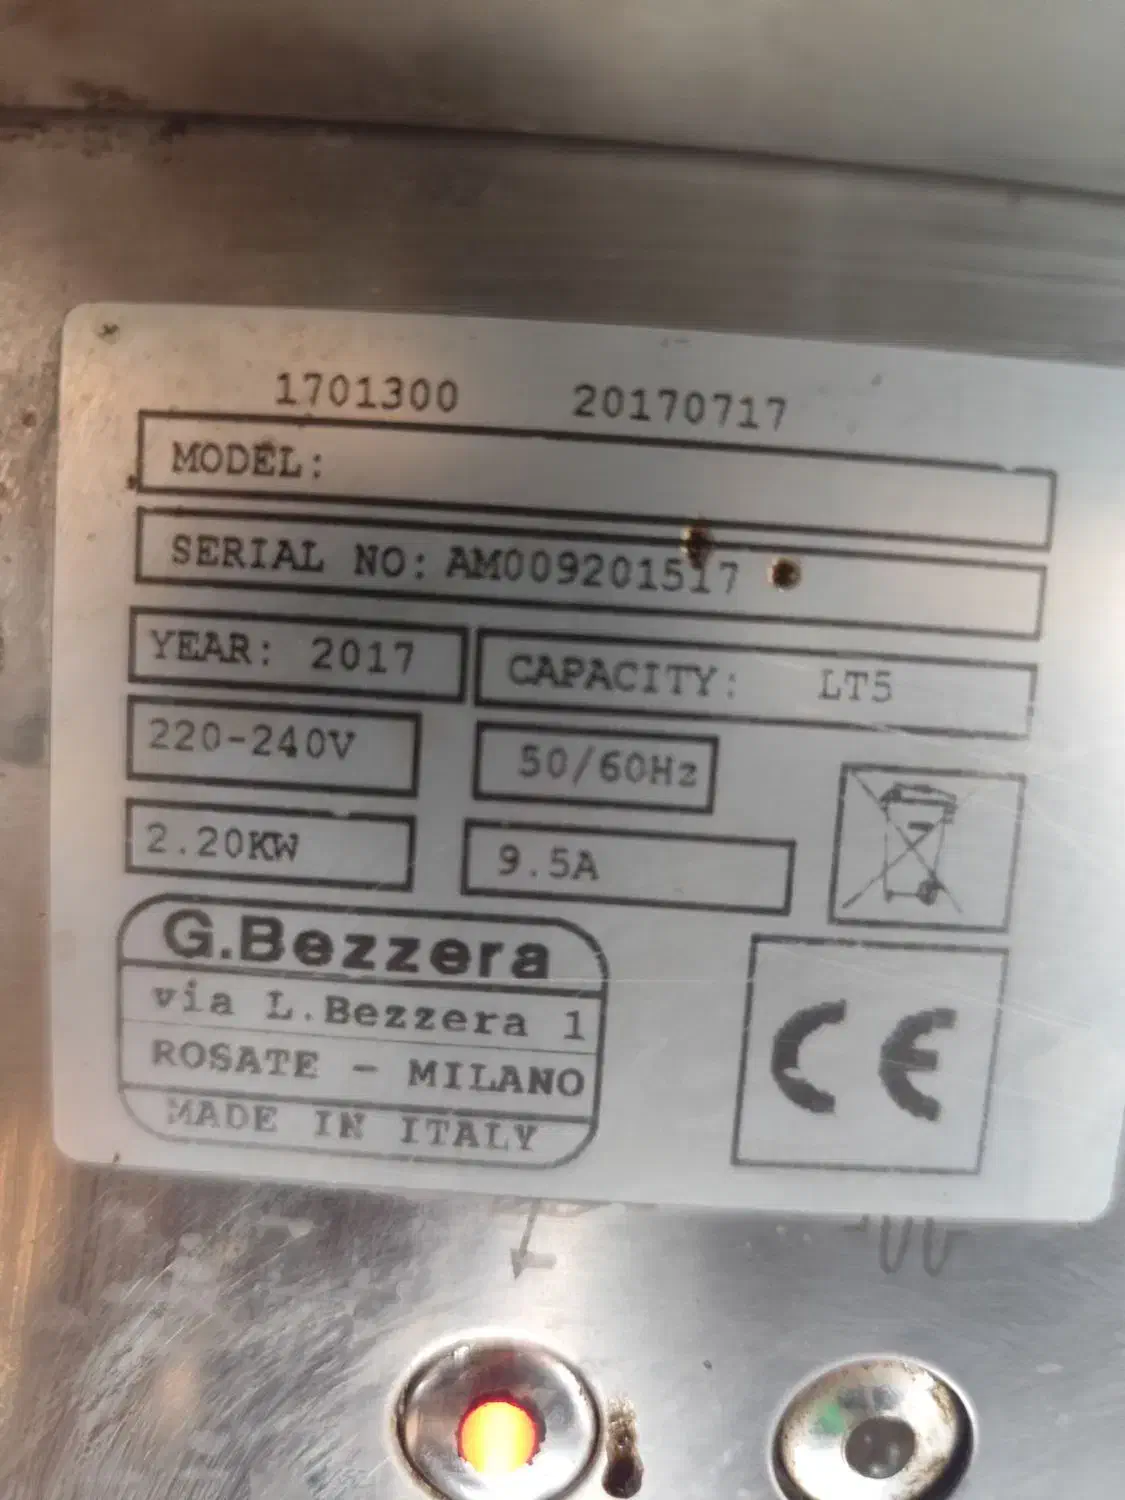 1701300 20170717
MODEL:
SERIAL NO: AM009201517
YEAR: 2017 CAPACITY: LT5
220-240V 50/60Hz
2.20KW 9.5A
G.Bezzera
via L.Bezzera 1
ROSATE - MILANO
MADE IN ITALY
CE